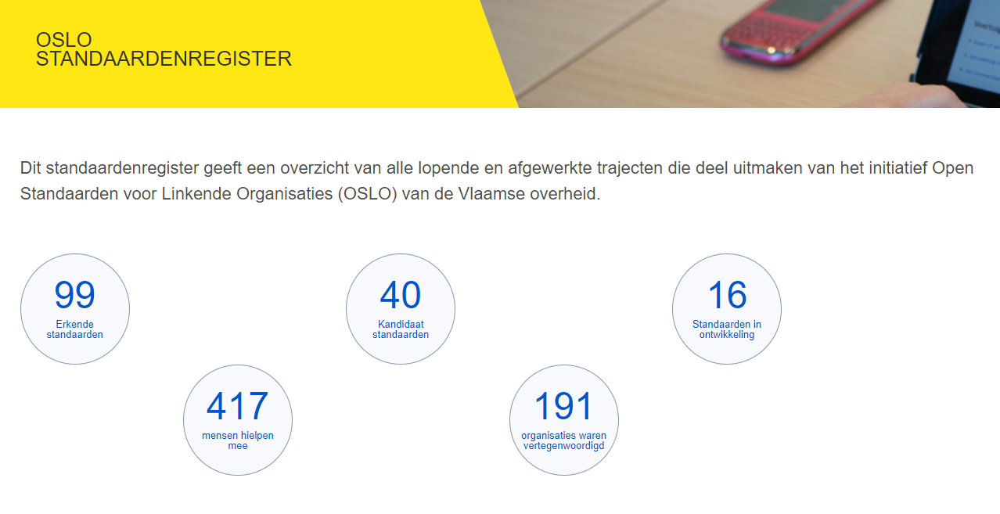 OSLO
STANDAARDENREGISTER
Dit standaardenregister geeft een overzicht van alle lopende en afgewerkte trajecten die deel uitmaken van het initiatief Open
Standaarden voor Linkende Organisaties (OSLO) van de Vlaamse overheid.
99
Erkende
standaarden
40
Kandidaat
standaarden
16
Standaarden in
ontwikkeling
417
mensen hielpen
mee
191
organisaties waren
vertegenwoordigd